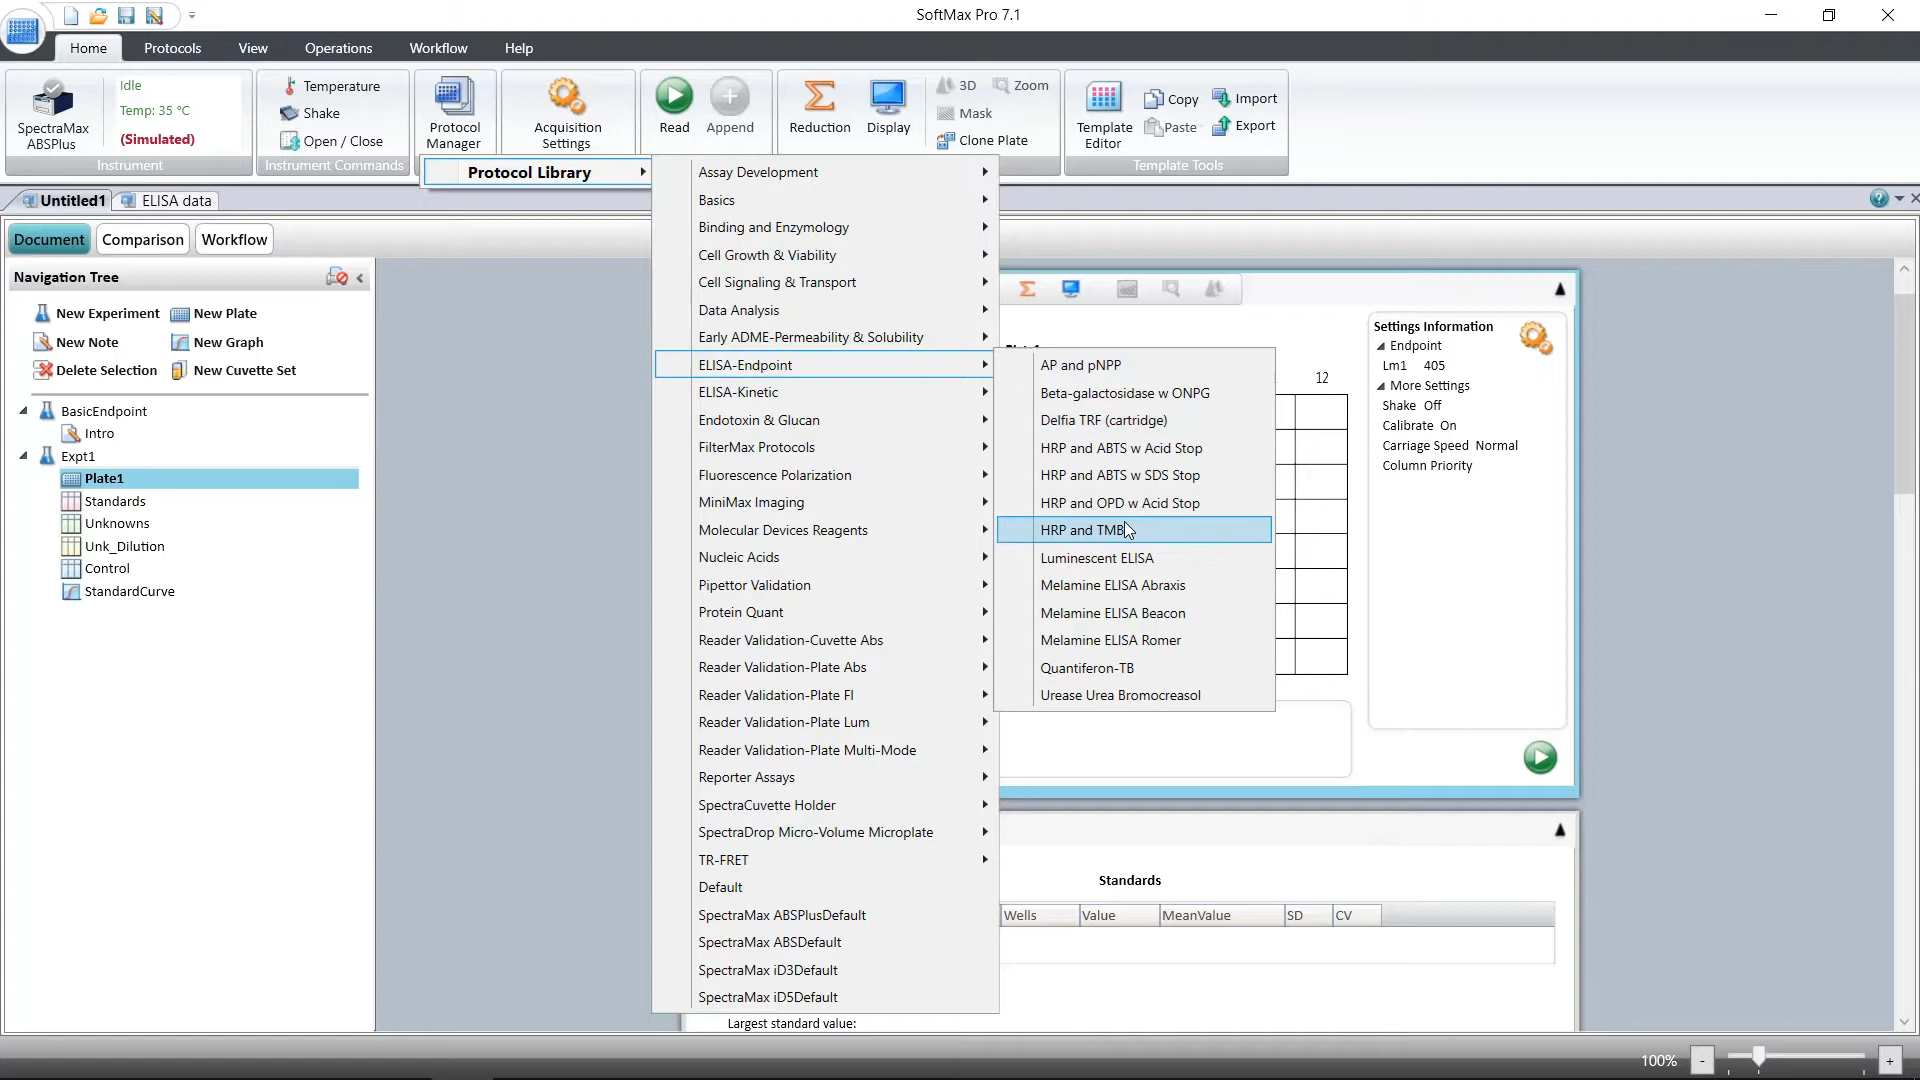 SoftMax Pro 7.1
Home Protocols View Operations Workflow Help
SpectraMax
ABSPlus
Idle
Temp: 35 °C
(Simulated)
Instrument
Temperature
Shake
Open / Close
Instrument Commands
Protocol
Manager
Acquisition
Settings
Read
Append
Reduction
Display
3D Zoom
Mask
Clone Plate
Template
Editor
Copy
Paste
Import
Export
Template Tools
Protocol Library
Untitled1 ELISA data
Document Comparison Workflow
Navigation Tree
New Experiment New Plate
New Note New Graph
Delete Selection New Cuvette Set
BasicEndpoint
Intro
Expt1
Plate1
Standards
Unknowns
Unk_Dilution
Control
StandardCurve
Assay Development
Basics
Binding and Enzymology
Cell Growth & Viability
Cell Signaling & Transport
Data Analysis
Early ADME-Permeability & Solubility
ELISA-Endpoint
ELISA-Kinetic
Endotoxin & Glucan
FilterMax Protocols
Fluorescence Polarization
MiniMax Imaging
Molecular Devices Reagents
Nucleic Acids
Pipettor Validation
Protein Quant
Reader Validation-Cuvette Abs
Reader Validation-Plate Abs
Reader Validation-Plate Fl
Reader Validation-Plate Lum
Reader Validation-Plate Multi-Mode
Reporter Assays
SpectraCuvette Holder
SpectraDrop Micro-Volume Microplate
TR-FRET
Default
SpectraMax ABSPlusDefault
SpectraMax ABSDefault
SpectraMax iD3Default
SpectraMax iD5Default
AP and pNPP
Beta-galactosidase w ONPG
Delfia TRF (cartridge)
HRP and ABTS w Acid Stop
HRP and ABTS w SDS Stop
HRP and OPD w Acid Stop
HRP and TMB
Luminescent ELISA
Melamine ELISA Abraxis
Melamine ELISA Beacon
Melamine ELISA Romer
Quantiferon-TB
Urease Urea Bromocreasol
12
Settings Information
Endpoint
Lm1 405
More Settings
Shake Off
Calibrate On
Carriage Speed Normal
Column Priority
Standards
Wells Value MeanValue SD CV
Largest standard value:
100% - +